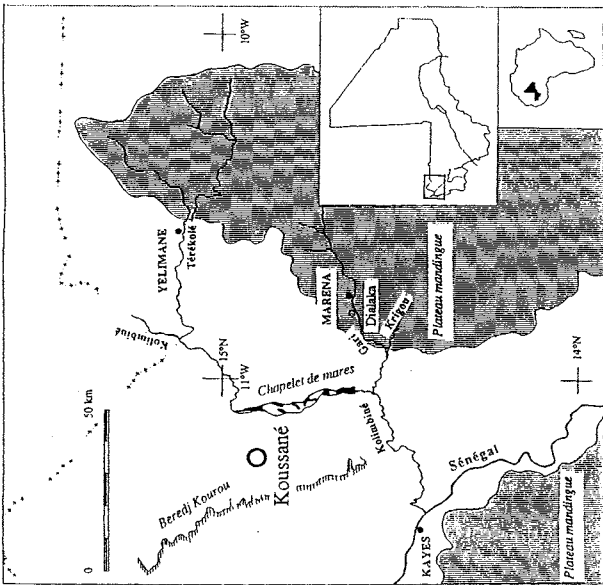 10°W
YELIMANE
Térékolé
Kolimbiné
15°N
11°W
50 km
0
Chapelet de mares
MARENA
Dialaka
Gari
Krigou
Plateau mandingue
Koussané
Beredj Kourou
Kolimbiné
Sénégal
KAYES
14°N
Plateau mandingue